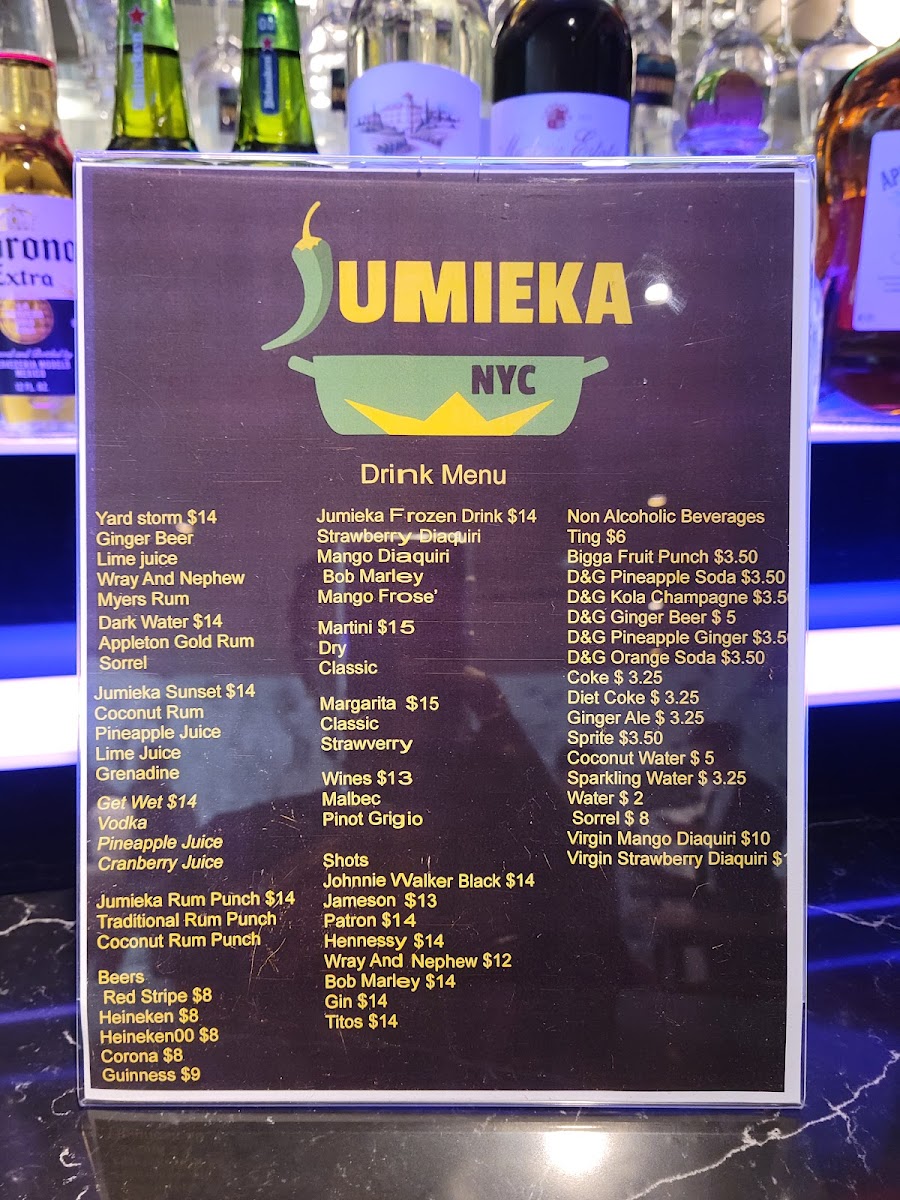 Heineken
Corona
Extra
JUMIEKA
NYC
Drink Menu
Yard storm $14
Ginger Beer
Lime juice
Wray And Nephew
Myers Rum
Dark Water $14
Appleton Gold Rum
Sorrel
Jumieka Sunset $14
Coconut Rum
Pineapple Juice
Lime Juice
Grenadine
Get Wet $14
Vodka
Pineapple Juice
Cranberry Juice
Jumieka Rum Punch $14
Traditional Rum Punch
Coconut Rum Punch
Beers
Red Stripe $8
Heineken $8
Heineken00 $8
Corona $8
Guinness $9
Jumieka Frozen Drink $14
Strawberry Diaquiri
Mango Diaquiri
Bob Marley
Mango Frose'
Martini $15
Dry
Classic
Margarita $15
Classic
Strawverry
Wines $13
Malbec
Pinot Grigio
Shots
Johnnie Walker Black $14
Jameson $13
Patron $14
Hennessy $14
Wray And Nephew $12
Bob Marley $14
Gin $14
Titos $14
Non Alcoholic Beverages
Ting $6
Bigga Fruit Punch $3.50
D&G Pineapple Soda $3.50
D&G Kola Champagne $3.5
D&G Ginger Beer $ 5
D&G Pineapple Ginger $3.5
D&G Orange Soda $3.50
Coke $ 3.25
Diet Coke $ 3.25
Ginger Ale $ 3.25
Sprite $3.50
Coconut Water $ 5
Sparkling Water $ 3.25
Water $ 2
Sorrel $ 8
Virgin Mango Diaquiri $10
Virgin Strawberry Diaquiri $